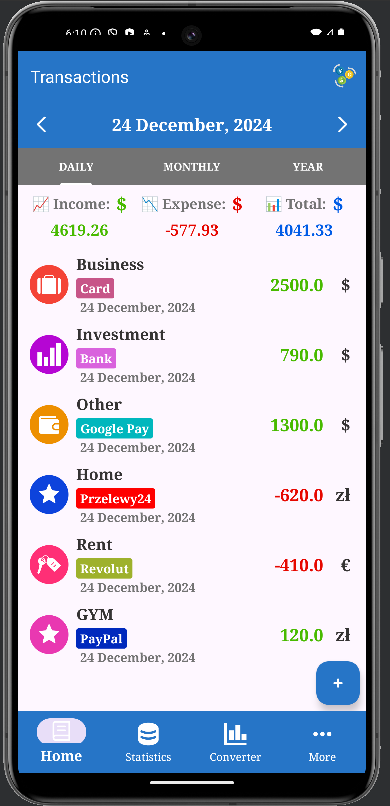 6:10
Transactions
24 December, 2024
DAILY MONTHLY YEAR
Income: $ Expense: $ Total: $
4619.26 -577.93 4041.33
Business
Card
2500.0 $
24 December, 2024
Investment
Bank
790.0 $
24 December, 2024
Other
Google Pay
1300.0 $
24 December, 2024
Home
Przelewy24
-620.0 zł
24 December, 2024
Rent
Revolut
-410.0 €
24 December, 2024
GYM
PayPal
120.0 zł
24 December, 2024
+
Home Statistics Converter More